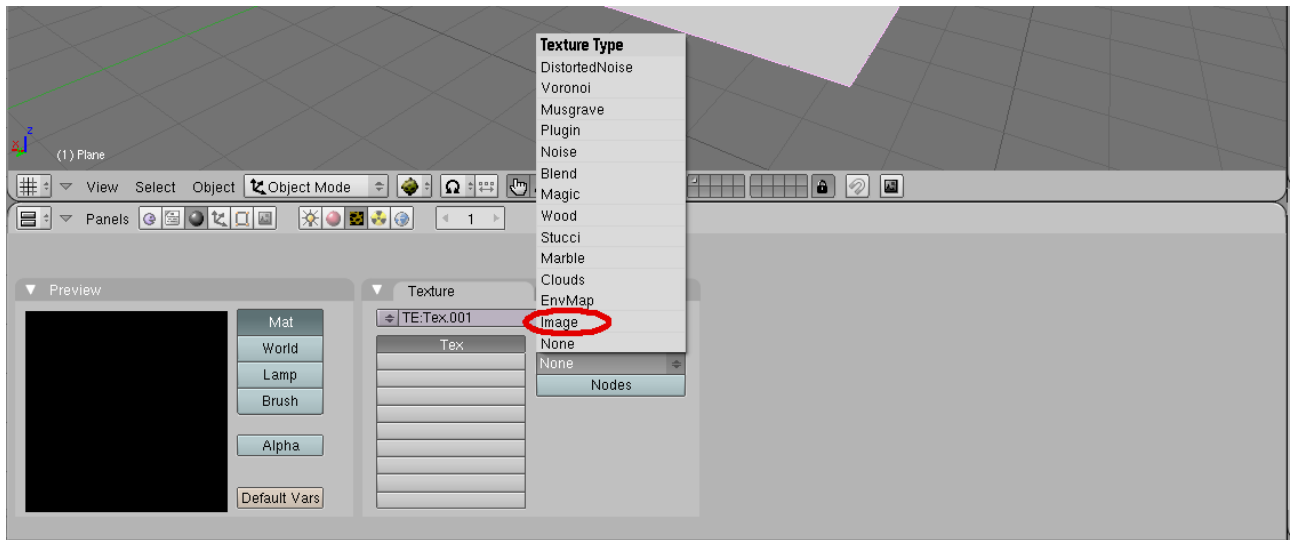 Texture Type
DistortedNoise
Voronoi
Musgrave
Plugin
Noise
Blend
Magic
Wood
Stucci
Marble
Clouds
EnvMap
Image
None
z
x
(1) Plane
View Select Object Object Mode
Panels 1
Preview
Mat
World
Lamp
Brush
Alpha
Default Vars
Texture
TE:Tex.001
Tex
None
Nodes